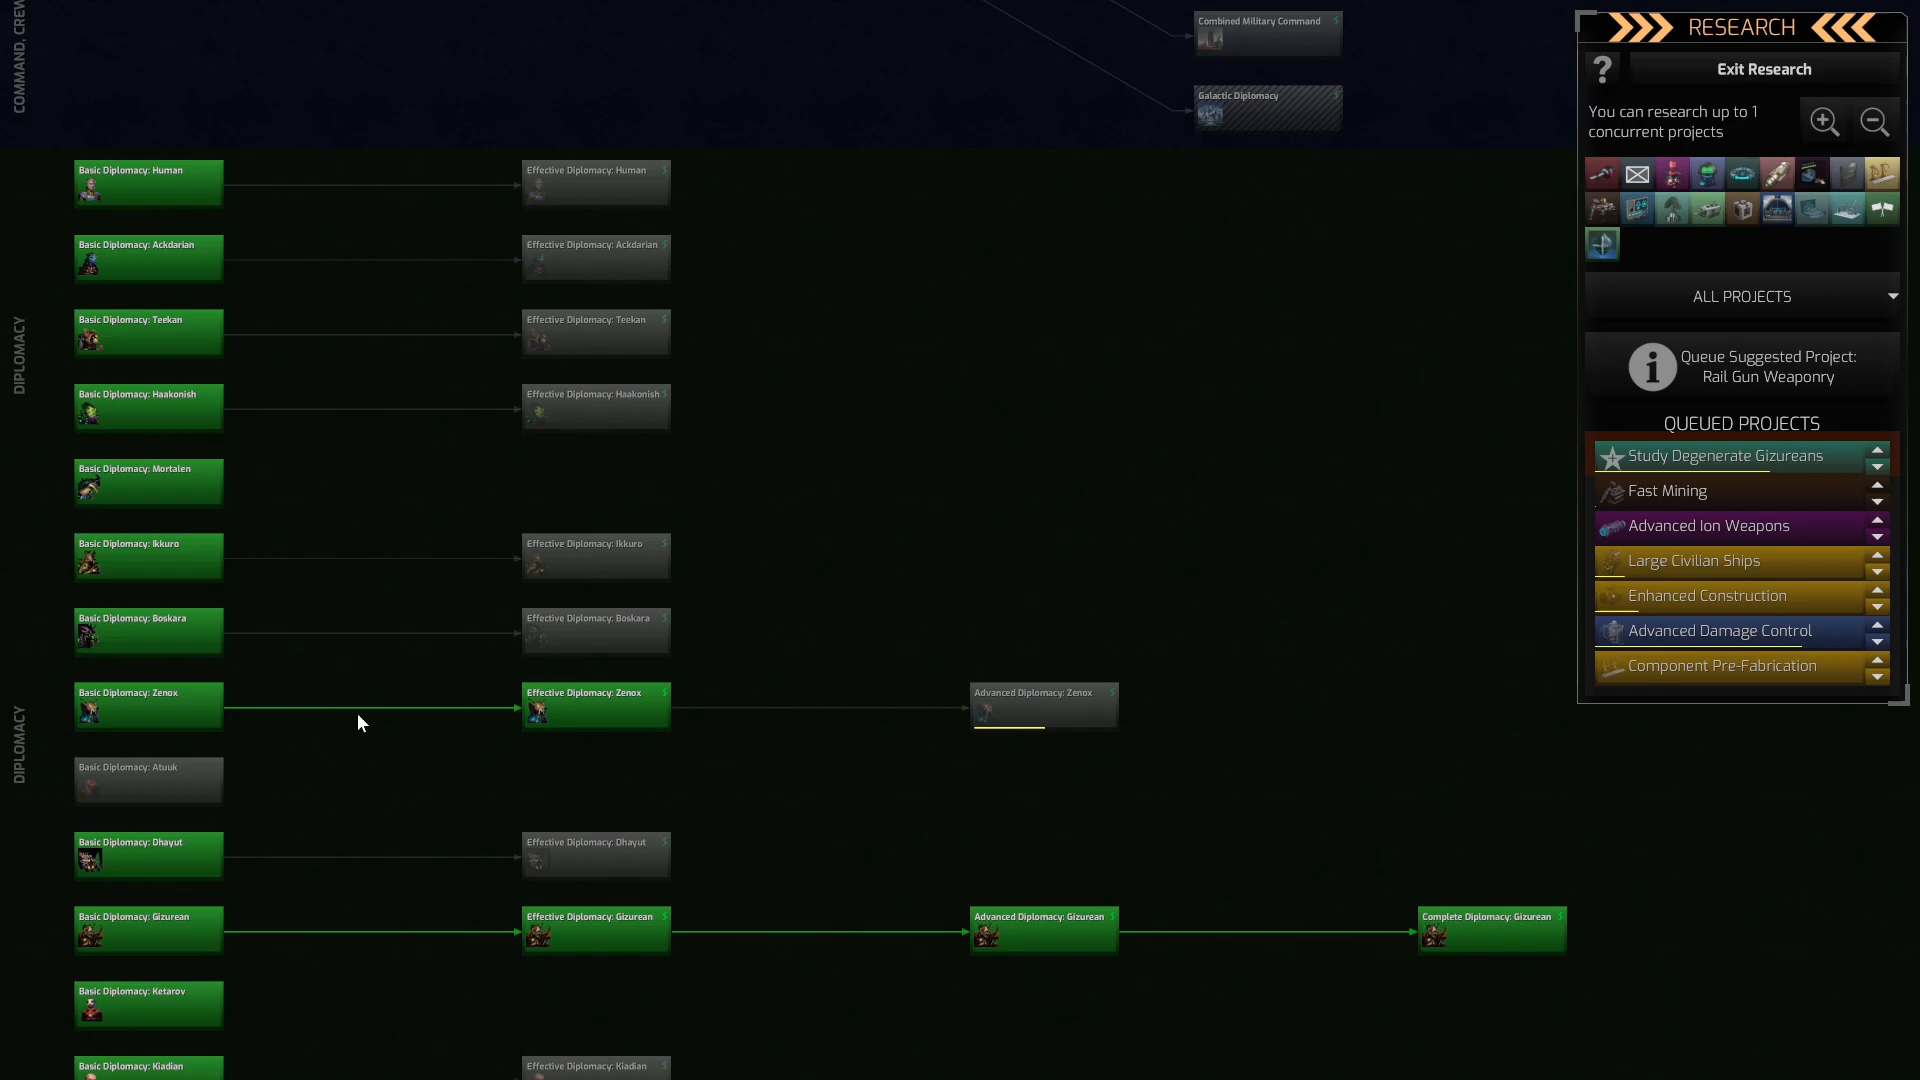 COMMAND, CREW
Combined Military Command
Galactic Diplomacy
DIPLOMACY
DIPLOMACY
Basic Diplomacy: Human
Effective Diplomacy: Human
Basic Diplomacy: Ackdarian
Effective Diplomacy: Ackdarian
Basic Diplomacy: Teekan
Effective Diplomacy: Teekan
Basic Diplomacy: Haakonish
Effective Diplomacy: Haakonish
Basic Diplomacy: Mortalen
Basic Diplomacy: Ikkuro
Effective Diplomacy: Ikkuro
Basic Diplomacy: Boskara
Effective Diplomacy: Boskara
Basic Diplomacy: Zenox
Effective Diplomacy: Zenox
Advanced Diplomacy: Zenox
Basic Diplomacy: Atuuk
Basic Diplomacy: Dhayut
Effective Diplomacy: Dhayut
Basic Diplomacy: Gizurean
Effective Diplomacy: Gizurean
Advanced Diplomacy: Gizurean
Complete Diplomacy: Gizurean
Basic Diplomacy: Ketarov
Basic Diplomacy: Kiadian
Effective Diplomacy: Kiadian
RESEARCH
? Exit Research
You can research up to 1
concurrent projects
ALL PROJECTS
Queue Suggested Project:
Rail Gun Weaponry
QUEUED PROJECTS
Study Degenerate Gizureans
Fast Mining
Advanced Ion Weapons
Large Civilian Ships
Enhanced Construction
Advanced Damage Control
Component Pre-Fabrication